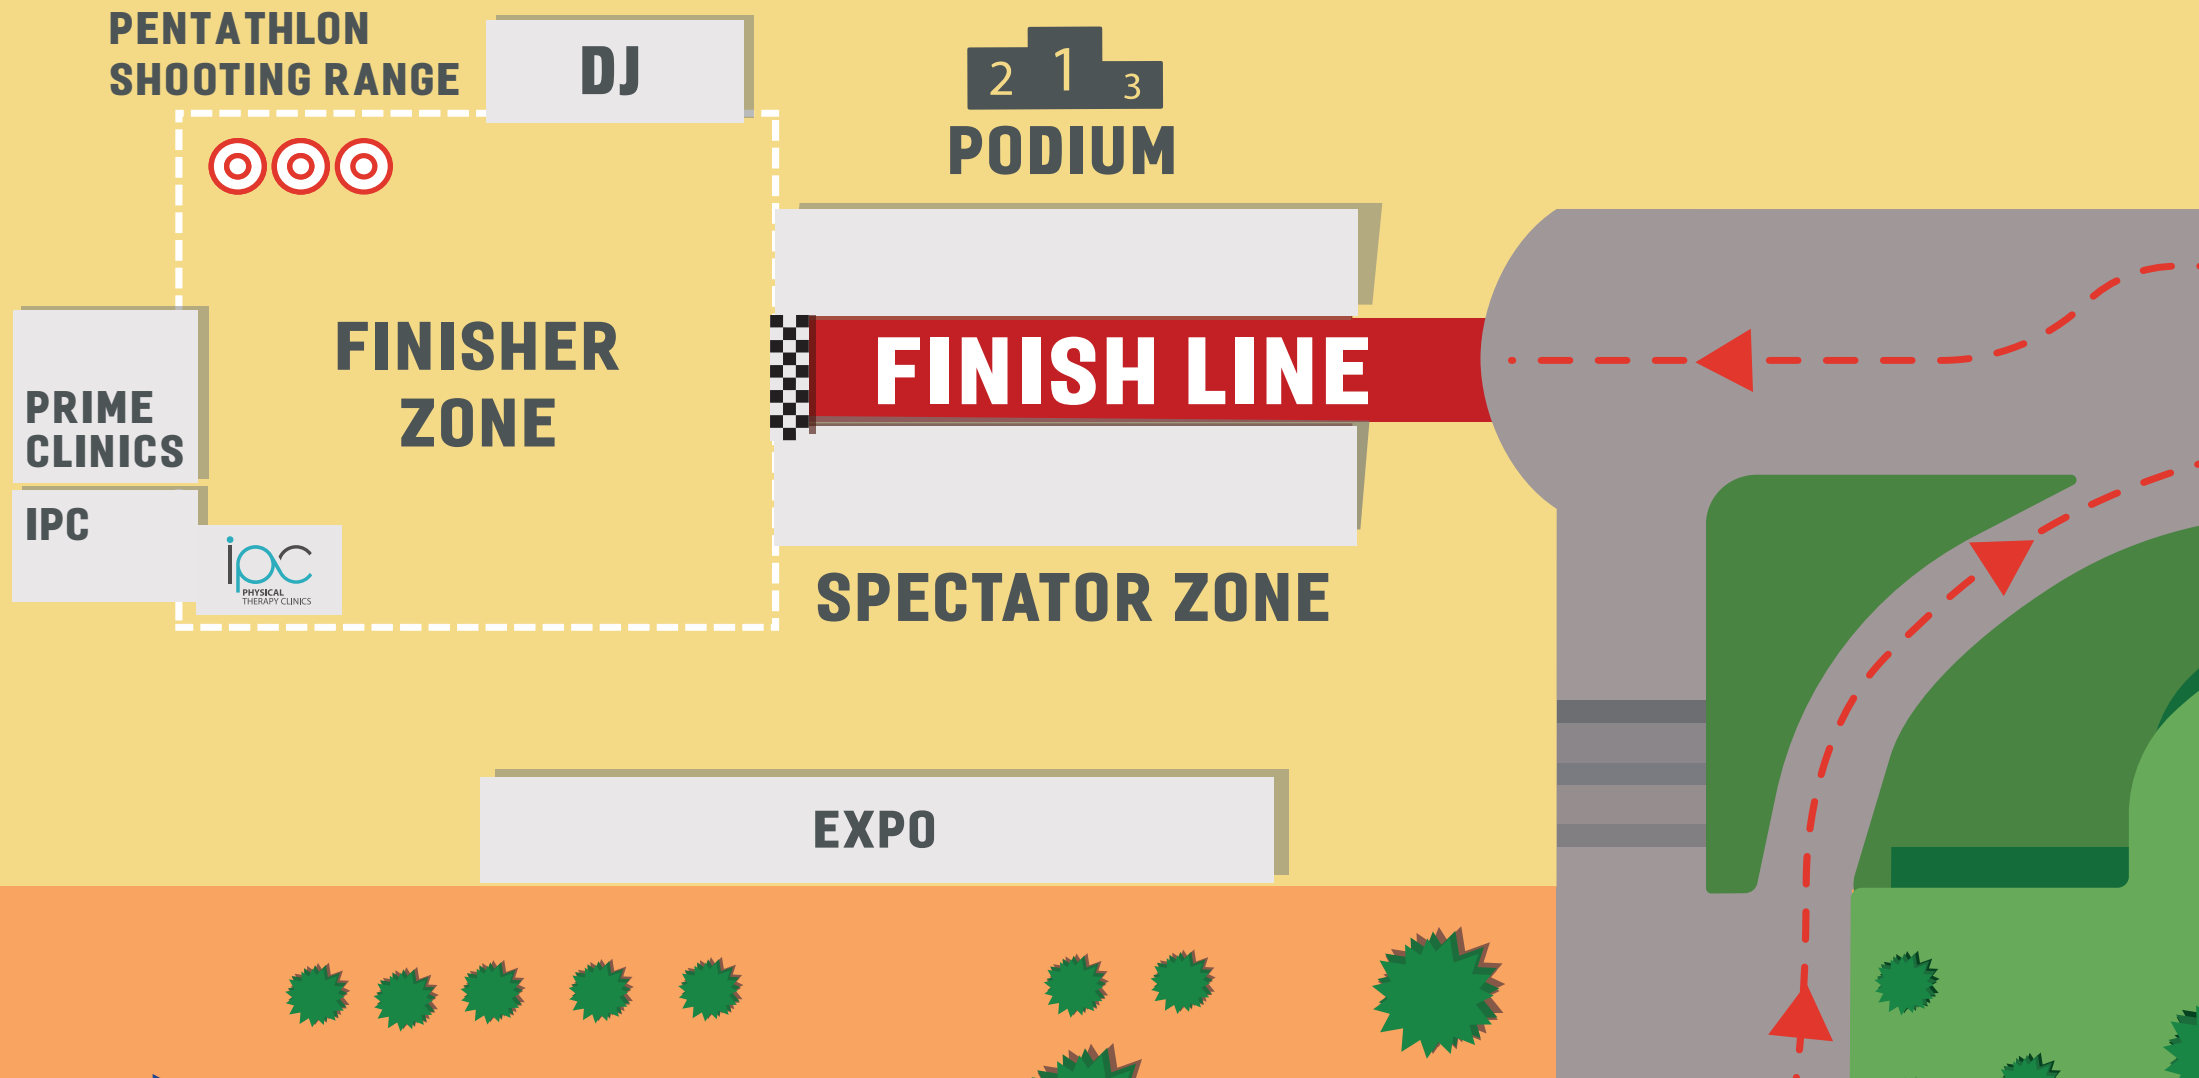 PENTATHLON
SHOOTING RANGE
DJ
2 1 3
PODIUM
FINISHER
ZONE
FINISH LINE
PRIME
CLINICS
IPC
ipc
PHYSICAL
THERAPY CLINICS
SPECTATOR ZONE
EXPO